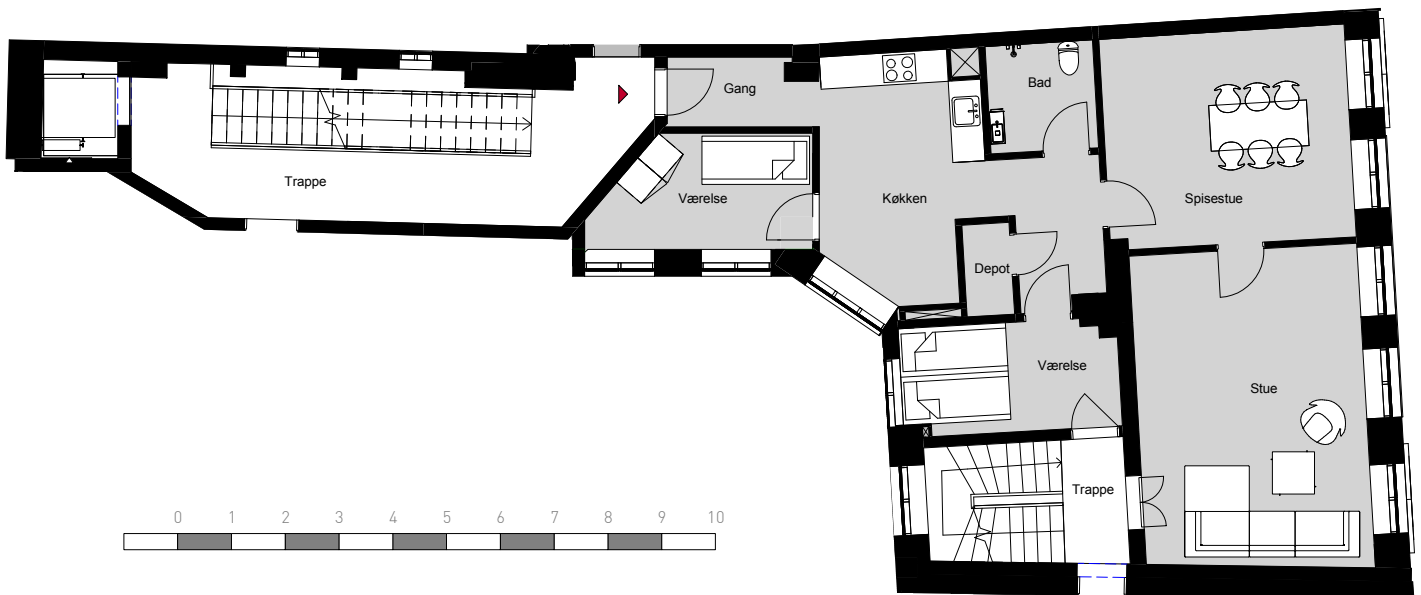 Gang
Bad
Trappe
Værelse
Køkken
Spisestue
Depot
Værelse
Stue
Trappe
0 1 2 3 4 5 6 7 8 9 10